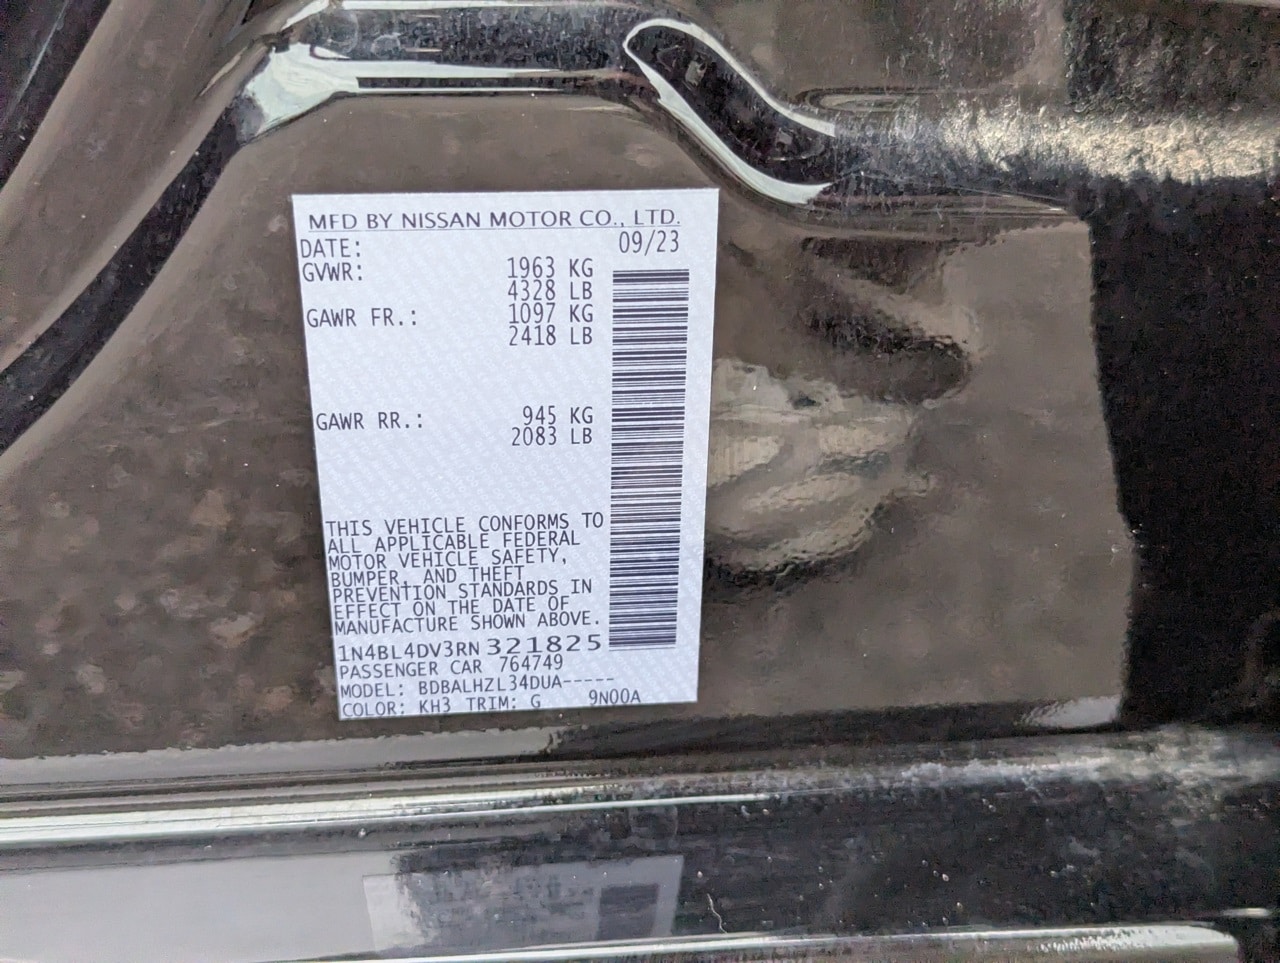 MFD BY NISSAN MOTOR CO., LTD.
DATE: 09/23
GVWR: 1963 KG
4328 LB
GAWR FR.: 1097 KG
2418 LB
GAWR RR.: 945 KG
2083 LB
THIS VEHICLE CONFORMS TO
ALL APPLICABLE FEDERAL
MOTOR VEHICLE SAFETY,
BUMPER, AND THEFT
PREVENTION STANDARDS IN
EFFECT ON THE DATE OF
MANUFACTURE SHOWN ABOVE.
1N4BL4DV3RN321825
PASSENGER CAR 764749
MODEL: BDBALHZL34DUA-----
COLOR: KH3 TRIM: G 9N00A